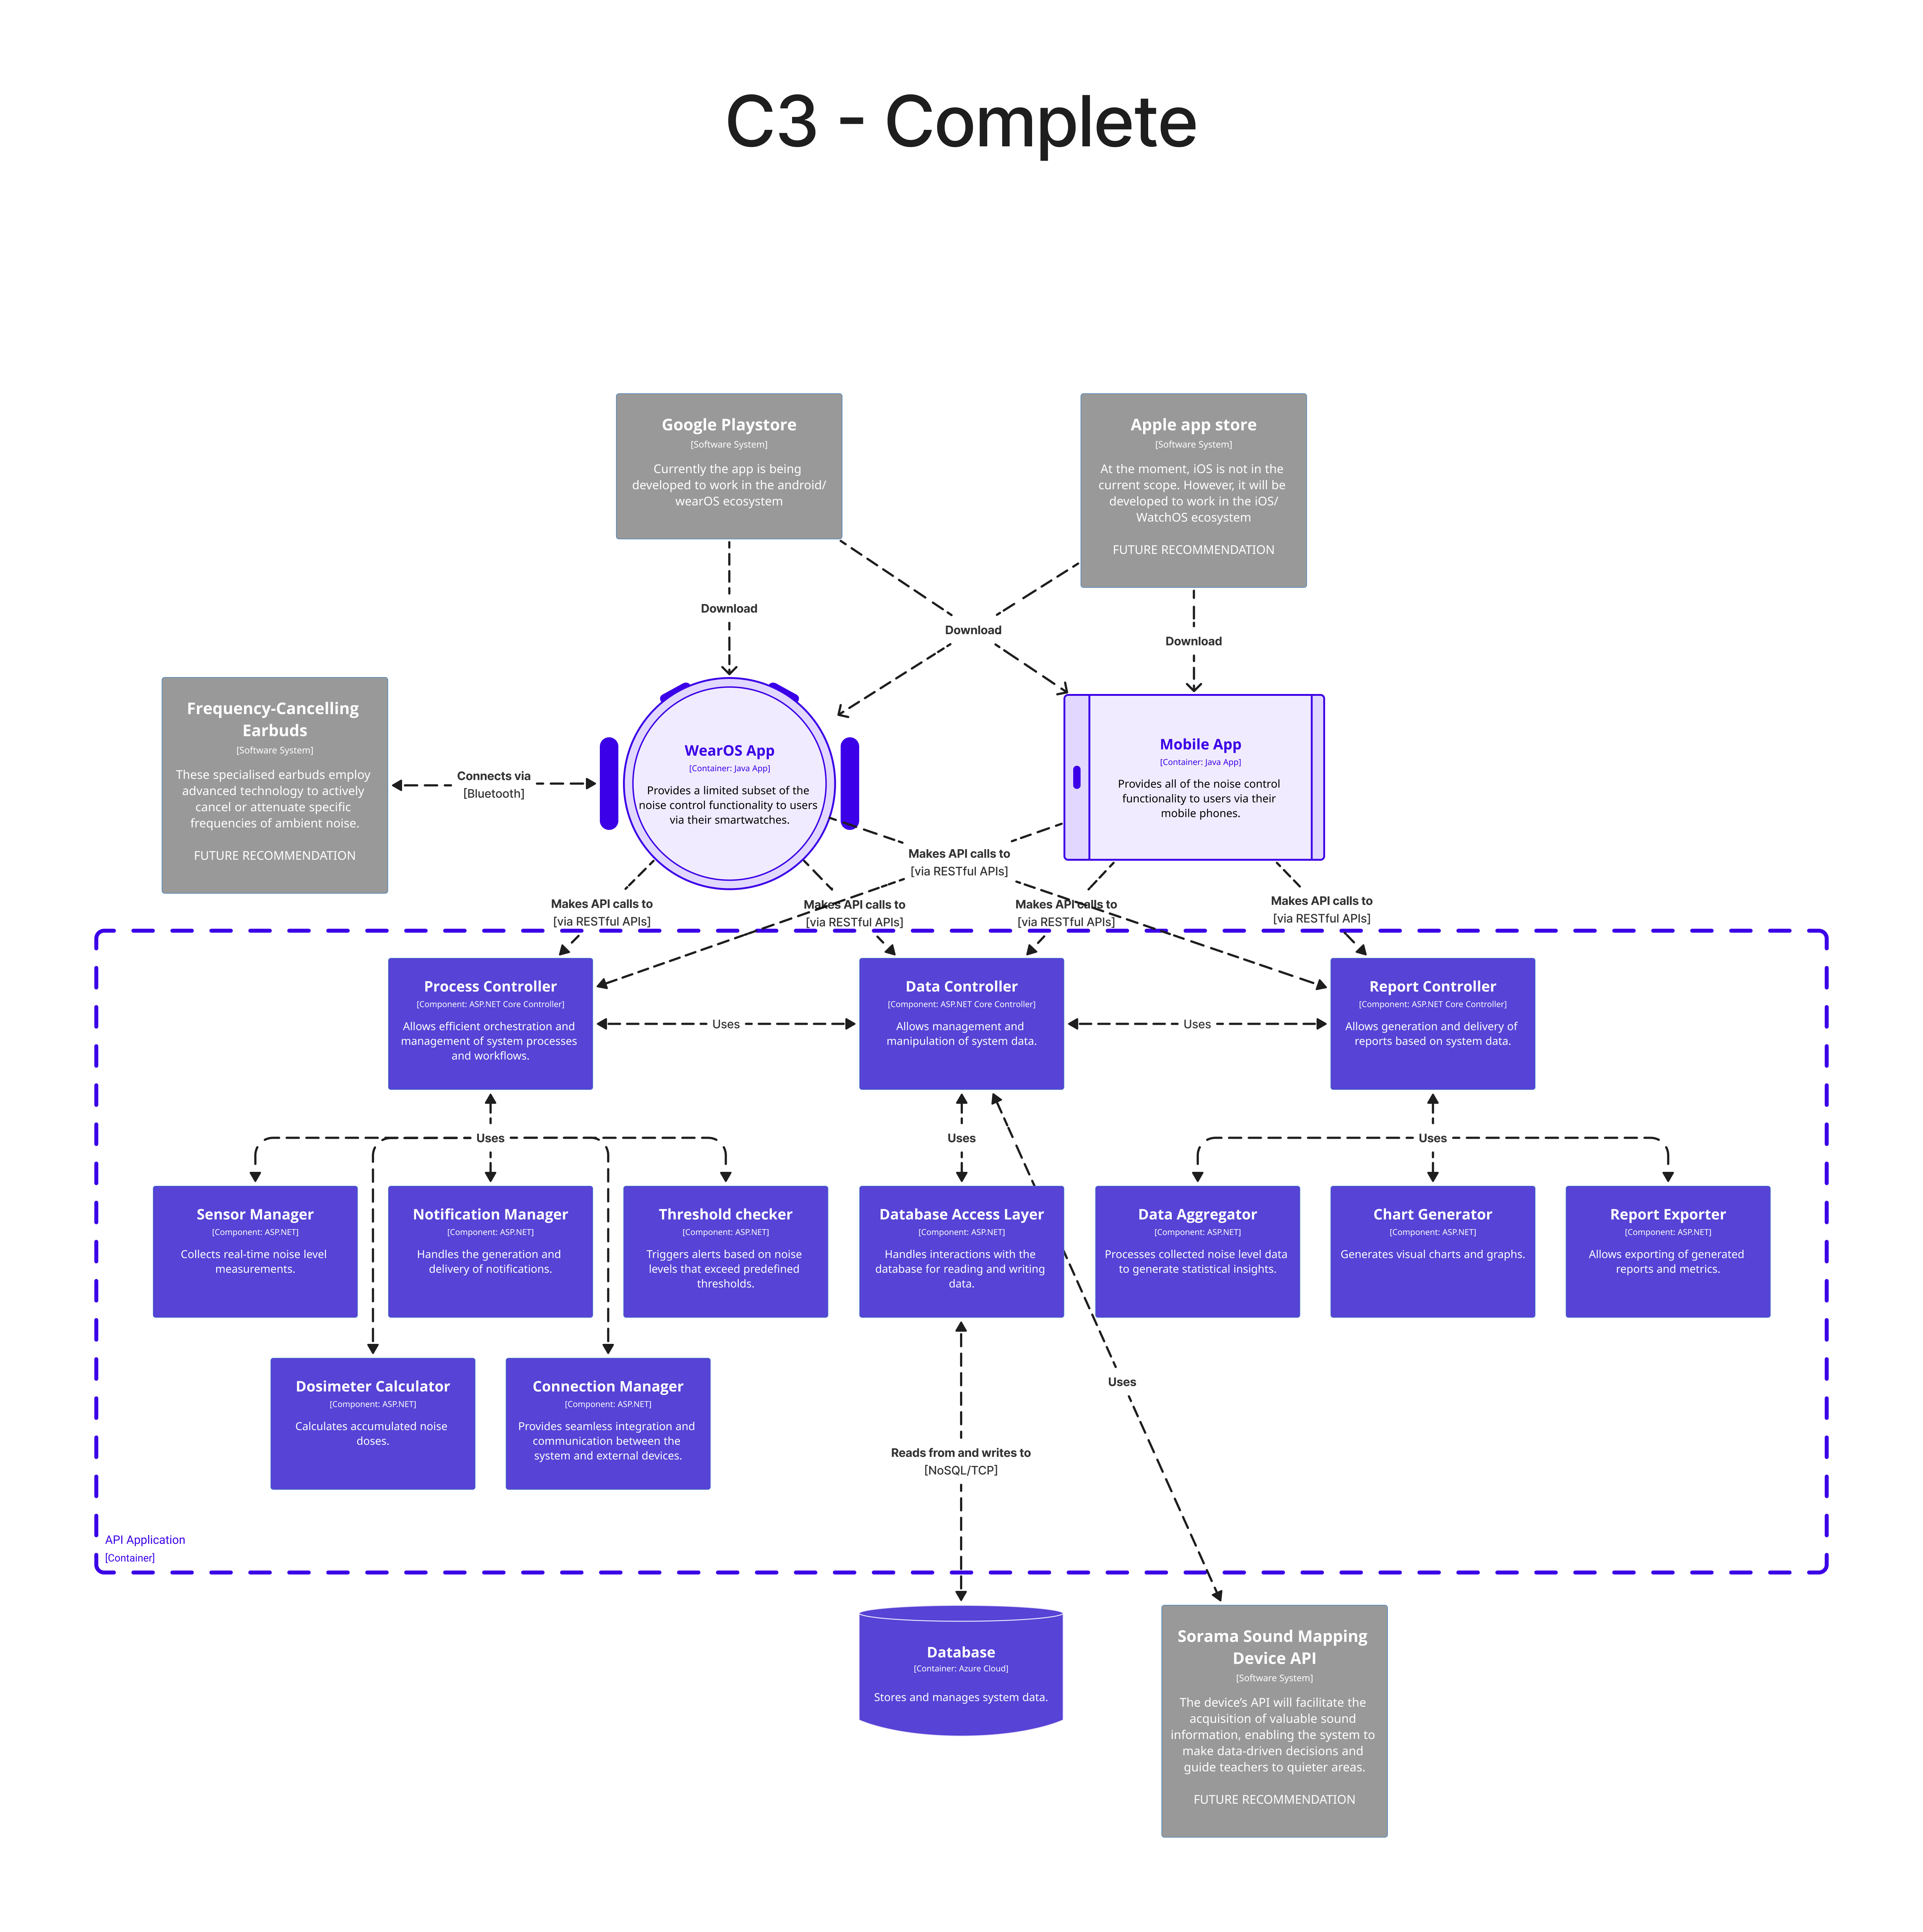 C3 - Complete
Google Playstore
[Software System]
Currently the app is being
developed to work in the android/
wearOS ecosystem
Apple app store
[Software System]
At the moment, iOS is not in the
current scope. However, it will be
developed to work in the iOS/
WatchOS ecosystem
FUTURE RECOMMENDATION
Download
Download
Download
Frequency-Cancelling
Earbuds
[Software System]
These specialised earbuds employ
advanced technology to actively
cancel or attenuate specific
frequencies of ambient noise.
FUTURE RECOMMENDATION
Connects via
[Bluetooth]
WearOS App
[Container: Java App]
Provides a limited subset of the
noise control functionality to users
via their smartwatches.
Mobile App
[Container: Java App]
Provides all of the noise control
functionality to users via their
mobile phones.
Makes API calls to
[via RESTful APIs]
Makes API calls to
[via RESTful APIs]
Makes API calls to
[via RESTful APIs]
Makes API calls to
[via RESTful APIs]
Makes API calls to
[via RESTful APIs]
Process Controller
[Component: ASP.NET Core Controller]
Allows efficient orchestration and
management of system processes
and workflows.
Uses
Data Controller
[Component: ASP.NET Core Controller]
Allows management and
manipulation of system data.
Uses
Report Controller
[Component: ASP.NET Core Controller]
Allows generation and delivery of
reports based on system data.
Uses
Uses
Uses
Sensor Manager
[Component: ASP.NET]
Collects real-time noise level
measurements.
Notification Manager
[Component: ASP.NET]
Handles the generation and
delivery of notifications.
Threshold checker
[Component: ASP.NET]
Triggers alerts based on noise
levels that exceed predefined
thresholds.
Database Access Layer
[Component: ASP.NET]
Handles interactions with the
database for reading and writing
data.
Data Aggregator
[Component: ASP.NET]
Processes collected noise level data
to generate statistical insights.
Chart Generator
[Component: ASP.NET]
Generates visual charts and graphs.
Report Exporter
[Component: ASP.NET]
Allows exporting of generated
reports and metrics.
Dosimeter Calculator
[Component: ASP.NET]
Calculates accumulated noise
doses.
Connection Manager
[Component: ASP.NET]
Provides seamless integration and
communication between the
system and external devices.
Uses
Reads from and writes to
[NoSQL/TCP]
API Application
[Container]
Database
[Container: Azure Cloud]
Stores and manages system data.
Sorama Sound Mapping
Device API
[Software System]
The device's API will facilitate the
acquisition of valuable sound
information, enabling the system to
make data-driven decisions and
guide teachers to quieter areas.
FUTURE RECOMMENDATION